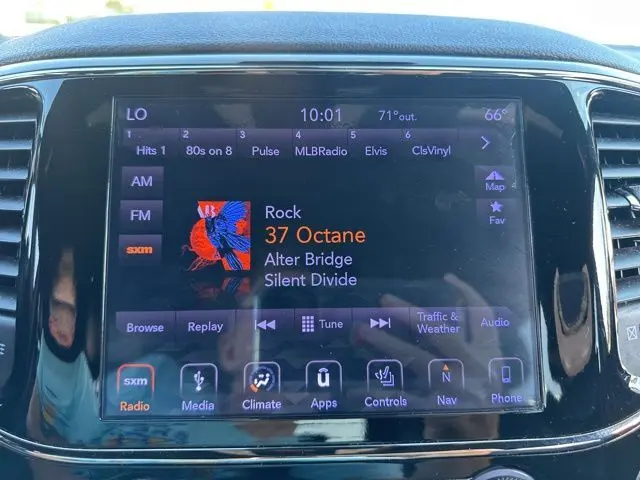 LO 10:01 71°out. 66°
1 2 3 4 5 6
Hits 1 80s on 8 Pulse MLBRadio Elvis ClsVinyl
AM
Map
FM
Fav
sxm
Rock
37 Octane
Alter Bridge
Silent Divide
Browse Replay Tune Traffic & Weather Audio
sxm u N
Radio Media Climate Apps Controls Nav Phone